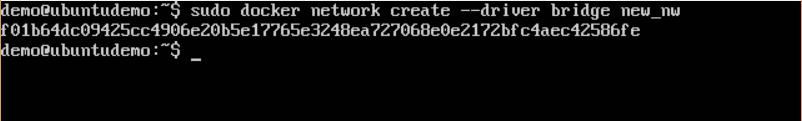 demo@ubuntudemo:~$ sudo docker network create --driver bridge new_nw
f01b64dc09425cc4906e20b5e17765e3248ea727068e0e2172bfc4aec42586fe
demo@ubuntudemo:~$ _